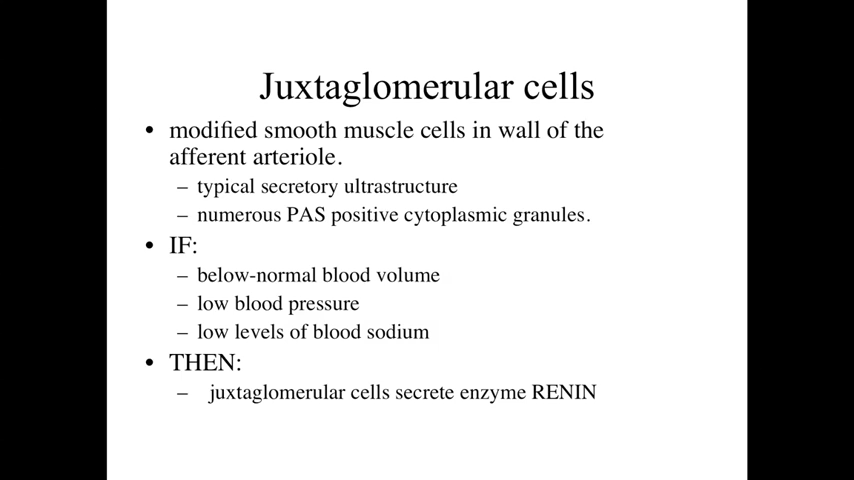 Juxtaglomerular cells
• modified smooth muscle cells in wall of the
afferent arteriole.
– typical secretory ultrastructure
– numerous PAS positive cytoplasmic granules.
• IF:
– below-normal blood volume
– low blood pressure
– low levels of blood sodium
• THEN:
– juxtaglomerular cells secrete enzyme RENIN